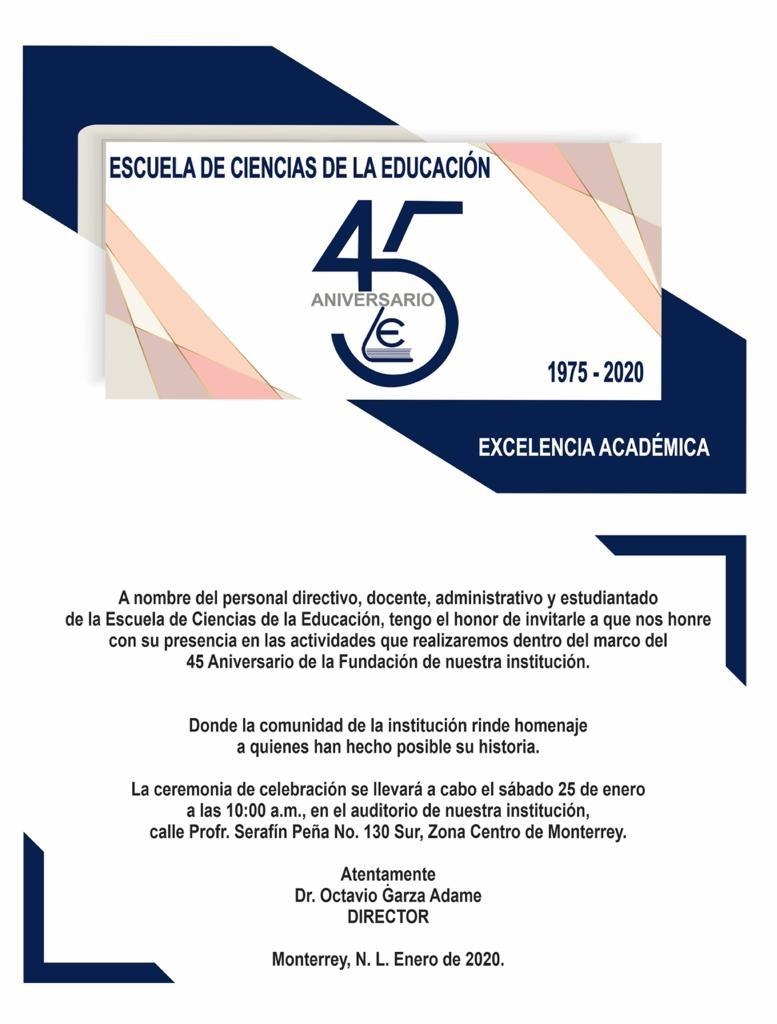 ESCUELA DE CIENCIAS DE LA EDUCACIÓN
45
ANIVERSARIO
E
1975 - 2020
EXCELENCIA ACADÉMICA
A nombre del personal directivo, docente, administrativo y estudiantado
de la Escuela de Ciencias de la Educación, tengo el honor de invitarle a que nos honre
con su presencia en las actividades que realizaremos dentro del marco del
45 Aniversario de la Fundación de nuestra institución.
Donde la comunidad de la institución rinde homenaje
a quienes han hecho posible su historia.
La ceremonia de celebración se llevará a cabo el sábado 25 de enero
a las 10:00 a.m., en el auditorio de nuestra institución,
calle Profr. Serafín Peña No. 130 Sur, Zona Centro de Monterrey.
Atentamente
Dr. Octavio Garza Adame
DIRECTOR
Monterrey, N. L. Enero de 2020.